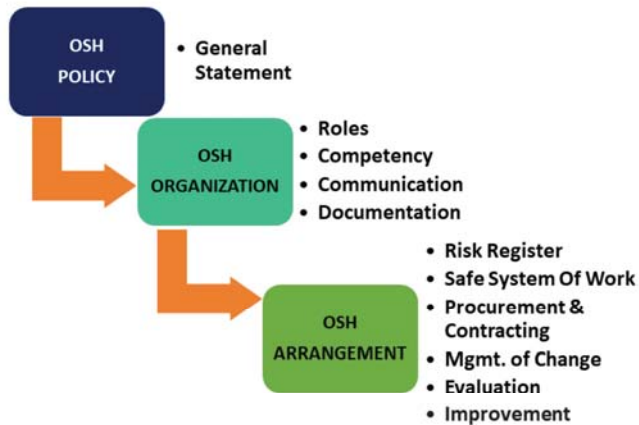 OSH
POLICY
• General
Statement
OSH
ORGANIZATION
• Roles
• Competency
• Communication
• Documentation
OSH
ARRANGEMENT
• Risk Register
• Safe System Of Work
• Procurement &
Contracting
• Mgmt. of Change
• Evaluation
• Improvement